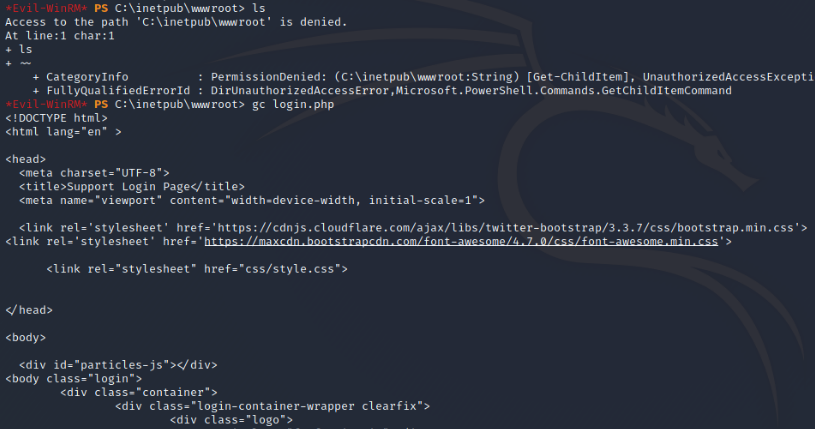 *Evil-WinRM* PS C:\inetpub\wwwroot> ls
Access to the path 'C:\inetpub\wwwroot' is denied.
At line:1 char:1
+ ls
+ ~~
    + CategoryInfo          : PermissionDenied: (C:\inetpub\wwwroot:String) [Get-ChildItem], UnauthorizedAccessExcepti
    + FullyQualifiedErrorId : DirUnauthorizedAccessError,Microsoft.PowerShell.Commands.GetChildItemCommand
*Evil-WinRM* PS C:\inetpub\wwwroot> gc login.php
<!DOCTYPE html>
<html lang="en" >

<head>
  <meta charset="UTF-8">
  <title>Support Login Page</title>
  <meta name="viewport" content="width=device-width, initial-scale=1">

  <link rel='stylesheet' href='https://cdnjs.cloudflare.com/ajax/libs/twitter-bootstrap/3.3.7/css/bootstrap.min.css'>
<link rel='stylesheet' href='https://maxcdn.bootstrapcdn.com/font-awesome/4.7.0/css/font-awesome.min.css'>

      <link rel="stylesheet" href="css/style.css">


</head>

<body>

  <div id="particles-js"></div>
<body class="login">
        <div class="container">
                <div class="login-container-wrapper clearfix">
                        <div class="logo">